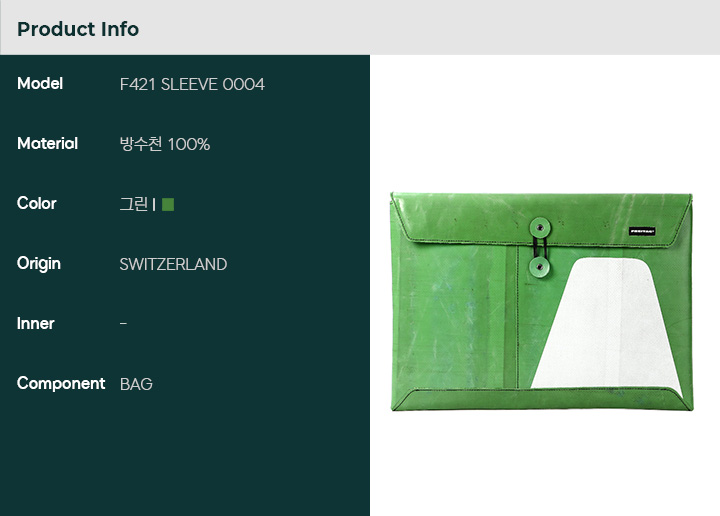 Product Info
Model F421 SLEEVE 0004
Material 방수천 100%
Color 그린 |
Origin SWITZERLAND
Inner -
Component BAG
FREITAG